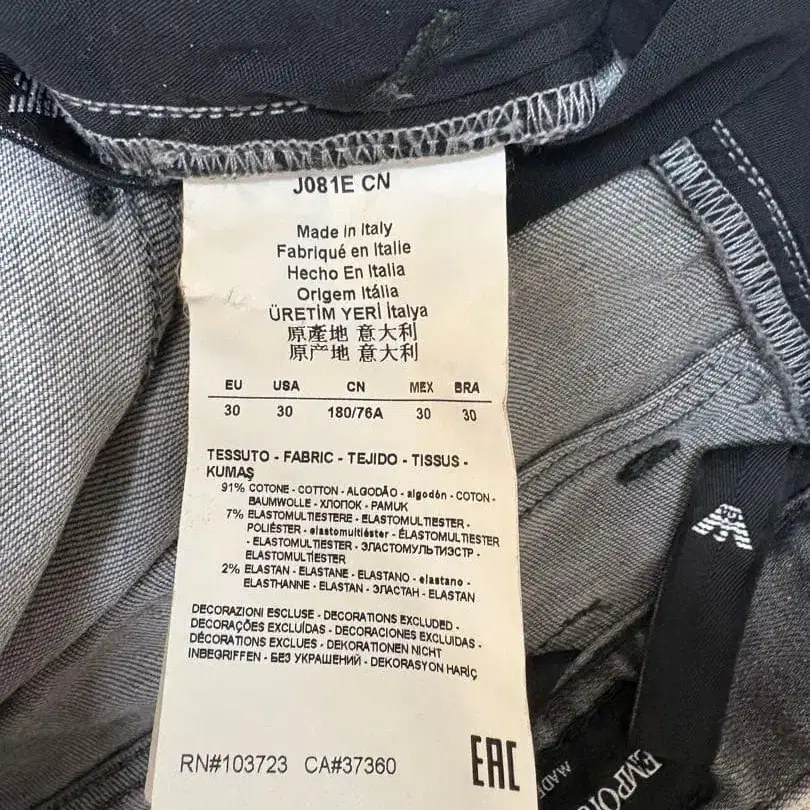 J081E CN
Made in Italy
Fabriqué en Italie
Hecho En Italia
Origem Itália
ÜRETİM YERİ İtalya
原產地 意大利
原产地 意大利
EU USA CN MEX BRA
30 30 180/76A 30 30
TESSUTO - FABRIC - TEJIDO - TISSUS -
KUMAŞ
91% COTONE - COTTON - ALGODÃO - algodón - COTON -
BAUMWOLLE - ХЛОПОК - PAMUK
7% ELASTOMULTIESTERE - ELASTOMULTIESTER -
POLIÉSTER - elastomultiéster - ÉLASTOMULTIESTER
- ELASTOMULTIESTER - ЭЛАСТОМУЛЬТИЭСТР -
ELASTOMULTİESTER
2% ELASTAN - ELASTANE - ELASTANO - elastano -
ELASTHANNE - ELASTAN - ЭЛАСТАН - ELASTAN
DECORAZIONI ESCLUSE - DECORATIONS EXCLUDED -
DECORAÇÕES EXCLUÍDAS - DECORACIONES EXCLUIDAS -
DÉCORATIONS EXCLUES - DEKORATIONEN NICHT
INBEGRIFFEN - БЕЗ УКРАШЕНИЙ - DEKORASYON HARİÇ
RN#103723 CA#37360
EAC